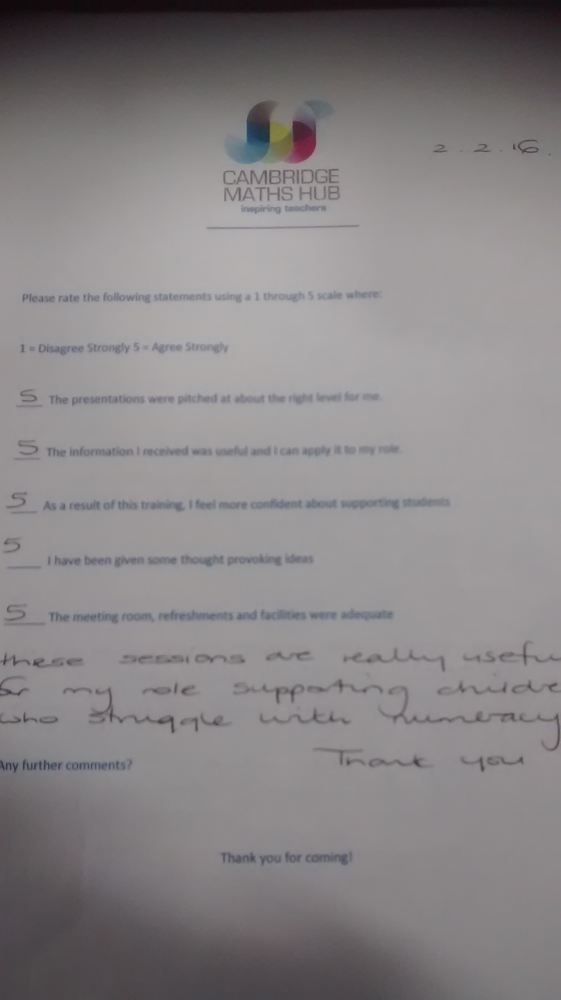 2.2.16.
CAMBRIDGE
MATHS HUB
inspiring teachers
Please rate the following statements using a 1 through 5 scale where:
1 = Disagree Strongly 5 = Agree Strongly
5 The presentations were pitched at about the right level for me.
5 The information I received was useful and I can apply it to my role.
5 As a result of this training, I feel more confident about supporting students
5 I have been given some thought provoking ideas
5 The meeting room, refreshments and facilities were adequate
these sessions are really usefu
for my role supporting childre
who struggle with numeracy
Thank you
Any further comments?
Thank you for coming!